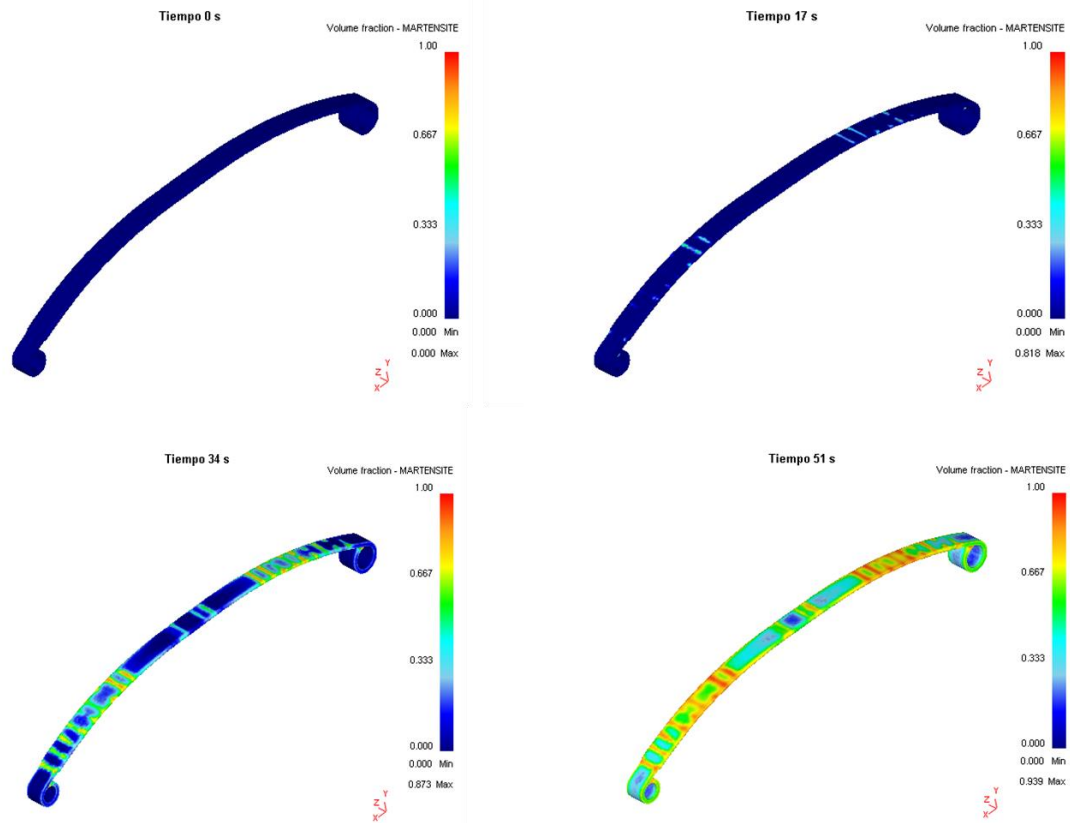 Tiempo 0 s
Volume fraction - MARTENSITE
1.00
0.667
0.333
0.000
0.000 Min
0.000 Max
Y
Z
X
Tiempo 17 s
Volume fraction - MARTENSITE
1.00
0.667
0.333
0.000
0.000 Min
0.818 Max
Y
Z
X
Tiempo 34 s
Volume fraction - MARTENSITE
1.00
0.667
0.333
0.000
0.000 Min
0.873 Max
Y
Z
X
Tiempo 51 s
Volume fraction - MARTENSITE
1.00
0.667
0.333
0.000
0.000 Min
0.939 Max
Y
Z
X